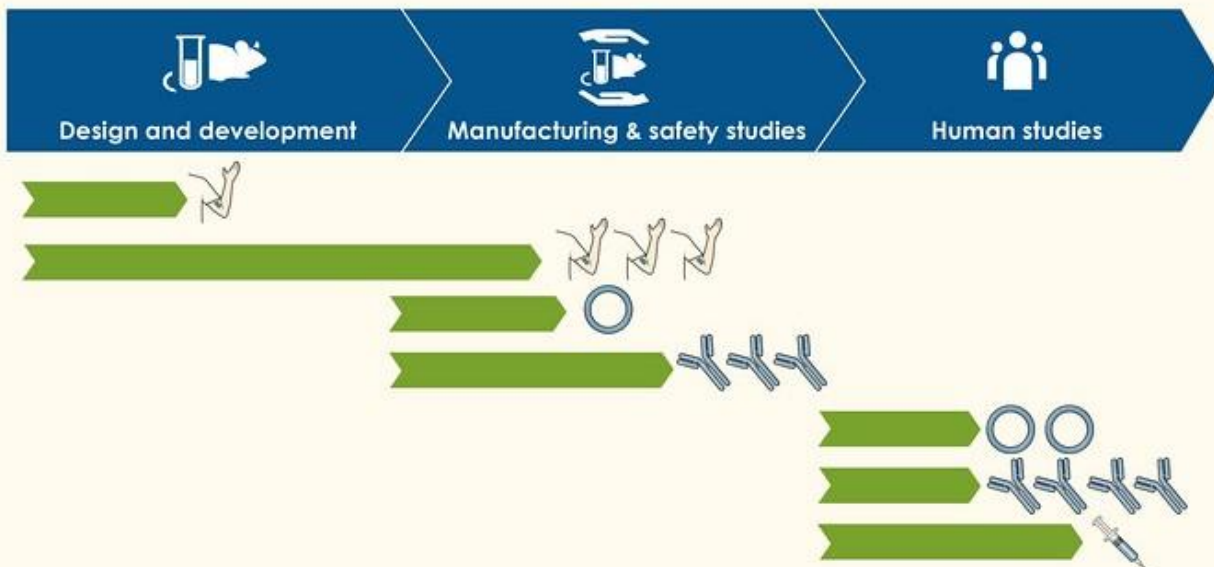 Design and development
Manufacturing & safety studies
Human studies